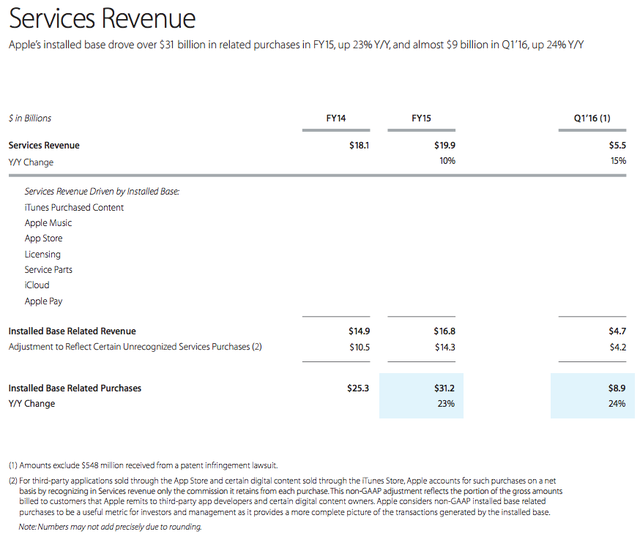 Services Revenue
Apple's installed base drove over $31 billion in related purchases in FY15, up 23% Y/Y, and almost $9 billion in Q1'16, up 24% Y/Y
$ in Billions FY14 FY15 Q1'16 (1)
Services Revenue $18.1 $19.9 $5.5
Y/Y Change 10% 15%
Services Revenue Driven by Installed Base:
iTunes Purchased Content
Apple Music
App Store
Licensing
Service Parts
iCloud
Apple Pay
Installed Base Related Revenue $14.9 $16.8 $4.7
Adjustment to Reflect Certain Unrecognized Services Purchases (2) $10.5 $14.3 $4.2
Installed Base Related Purchases $25.3 $31.2 $8.9
Y/Y Change 23% 24%
(1) Amounts exclude $548 million received from a patent infringement lawsuit.
(2) For third-party applications sold through the App Store and certain digital content sold through the iTunes Store, Apple accounts for such purchases on a net
basis by recognizing in Services revenue only the commission it retains from each purchase. This non-GAAP adjustment reflects the portion of the gross amounts
billed to customers that Apple remits to third-party app developers and certain digital content owners. Apple considers non-GAAP installed base related
purchases to be a useful metric for investors and management as it provides a more complete picture of the transactions generated by the installed base.
Note: Numbers may not add precisely due to rounding.